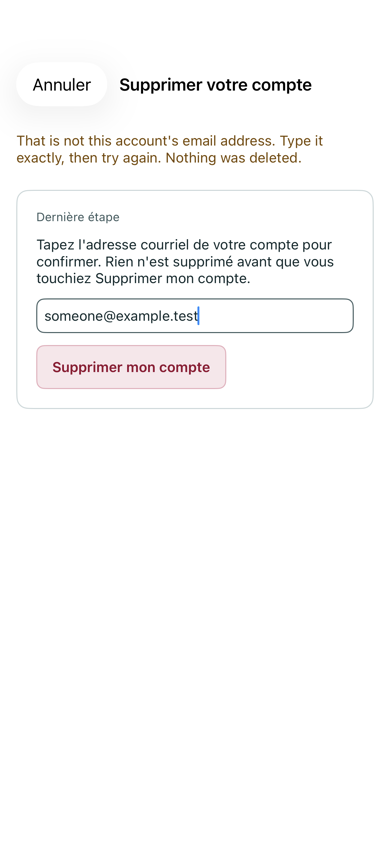 Annuler
Supprimer votre compte
That is not this account's email address. Type it
exactly, then try again. Nothing was deleted.
Dernière étape
Tapez l'adresse courriel de votre compte pour
confirmer. Rien n'est supprimé avant que vous
touchiez Supprimer mon compte.
someone@example.test
Supprimer mon compte